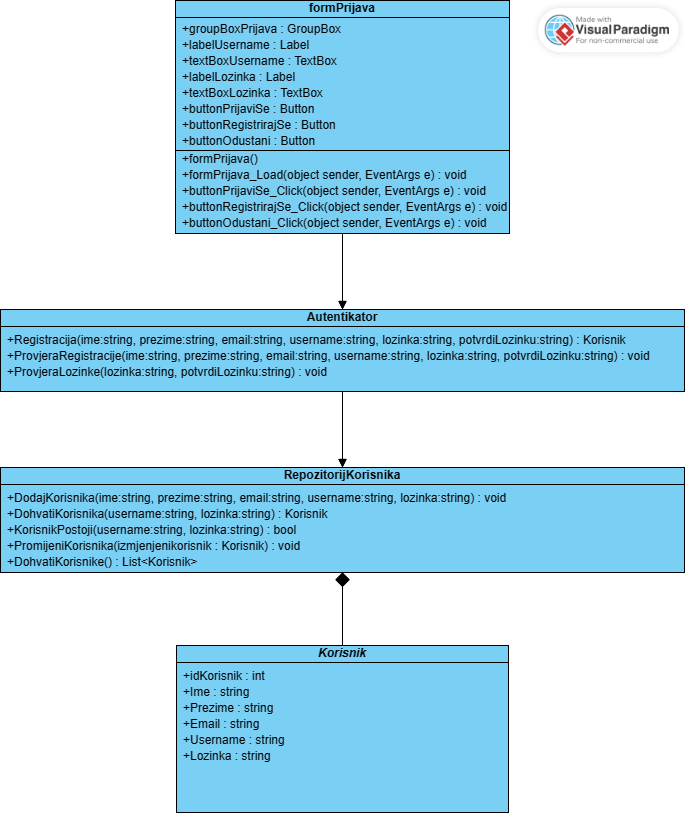 formPrijava
+groupBoxPrijava : GroupBox
+labelUsername : Label
+textBoxUsername : TextBox
+labelLozinka : Label
+textBoxLozinka : TextBox
+buttonPrijaviSe : Button
+buttonRegistrirajSe : Button
+buttonOdustani : Button
+formPrijava()
+formPrijava_Load(object sender, EventArgs e) : void
+buttonPrijaviSe_Click(object sender, EventArgs e) : void
+buttonRegistrirajSe_Click(object sender, EventArgs e) : void
+buttonOdustani_Click(object sender, EventArgs e) : void
Made with
VisualParadigm
For non-commercial use
Autentikator
+Registracija(ime:string, prezime:string, email:string, username:string, lozinka:string, potvrdiLozinku:string) : Korisnik
+ProvjeraRegistracije(ime:string, prezime:string, email:string, username:string, lozinka:string, potvrdiLozinku:string) : void
+ProvjeraLozinke(lozinka:string, potvrdiLozinku:string) : void
RepozitorijKorisnika
+DodajKorisnika(ime:string, prezime:string, email:string, username:string, lozinka:string) : void
+DohvatiKorisnika(username:string, lozinka:string) : Korisnik
+KorisnikPostoji(username:string, lozinka:string) : bool
+PromijeniKorisnika(izmjenjenikorisnik : Korisnik) : void
+DohvatiKorisnike() : List<Korisnik>
Korisnik
+idKorisnik : int
+Ime : string
+Prezime : string
+Email : string
+Username : string
+Lozinka : string